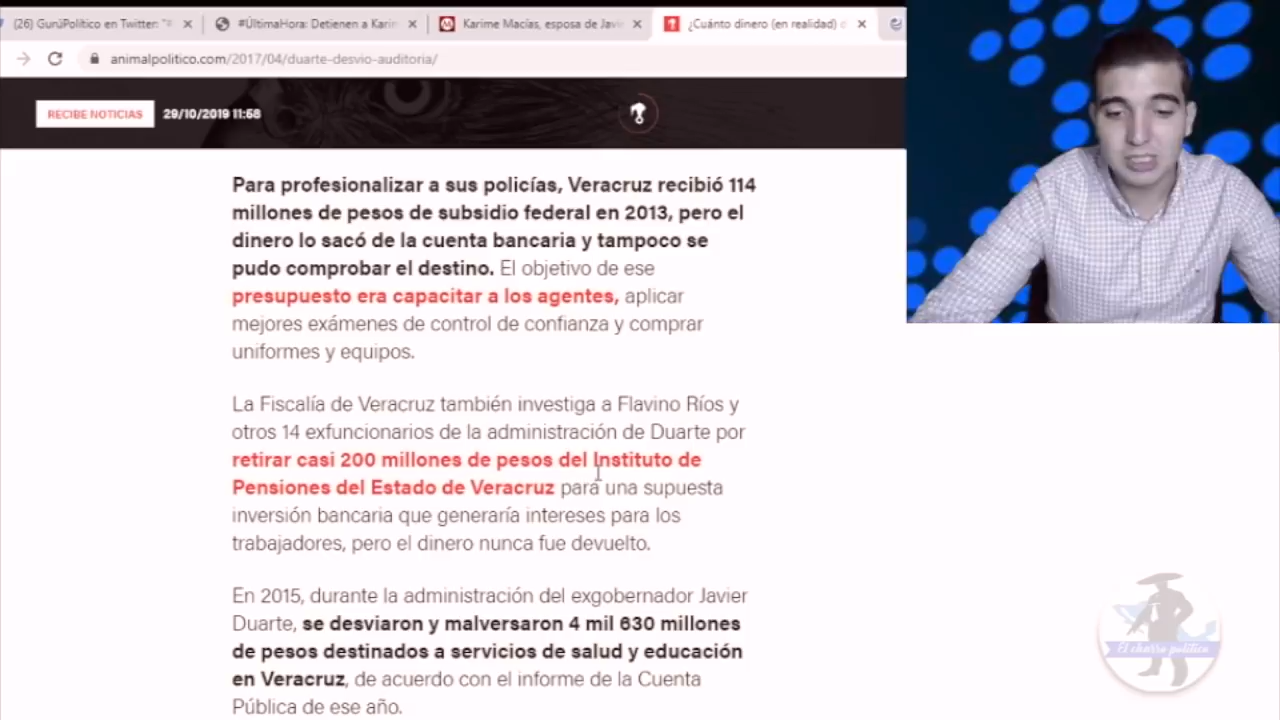 (26) GurúPolítico en Twitter: "#
#ÚltimaHora: Detienen a Karim
Karime Macías, esposa de Javi
¿Cuánto dinero (en realidad) d
animalpolitico.com/2017/04/duarte-desvio-auditoria/
RECIBE NOTICIAS 29/10/2019 11:58
Para profesionalizar a sus policías, Veracruz recibió 114
millones de pesos de subsidio federal en 2013, pero el
dinero lo sacó de la cuenta bancaria y tampoco se
pudo comprobar el destino. El objetivo de ese
presupuesto era capacitar a los agentes, aplicar
mejores exámenes de control de confianza y comprar
uniformes y equipos.
La Fiscalía de Veracruz también investiga a Flavino Ríos y
otros 14 exfuncionarios de la administración de Duarte por
retirar casi 200 millones de pesos del Instituto de
Pensiones del Estado de Veracruz para una supuesta
inversión bancaria que generaría intereses para los
trabajadores, pero el dinero nunca fue devuelto.
En 2015, durante la administración del exgobernador Javier
Duarte, se desviaron y malversaron 4 mil 630 millones
de pesos destinados a servicios de salud y educación
en Veracruz, de acuerdo con el informe de la Cuenta
Pública de ese año.
El charro político